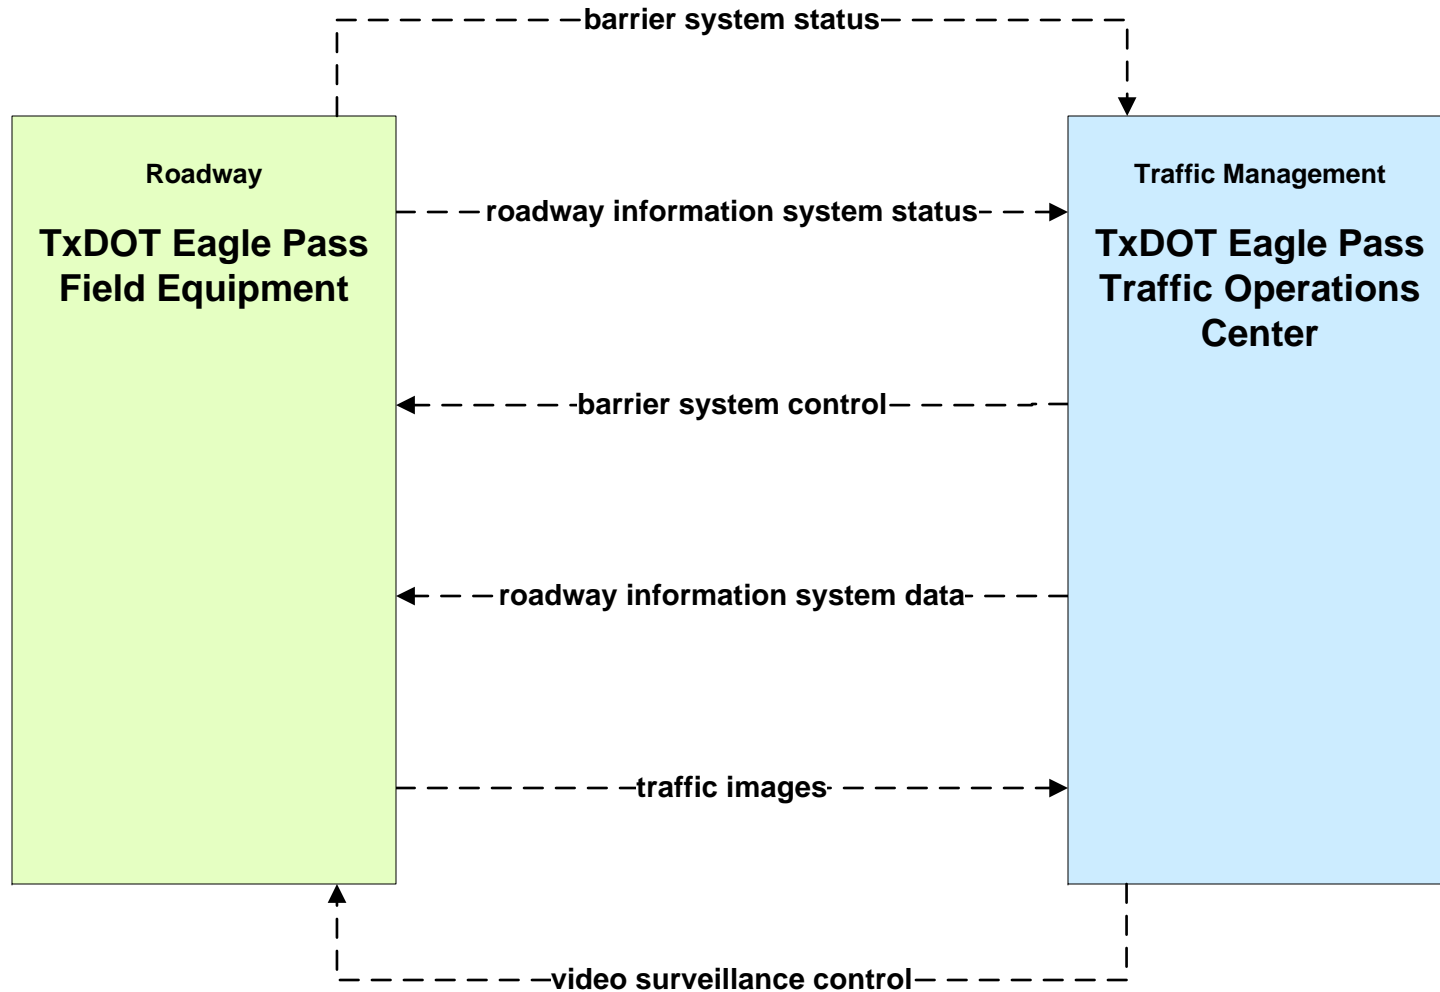 barrier system status
Roadway
TxDOT Eagle Pass
Field Equipment
Traffic Management
TxDOT Eagle Pass
Traffic Operations
Center
roadway information system status
barrier system control
roadway information system data
traffic images
video surveillance control